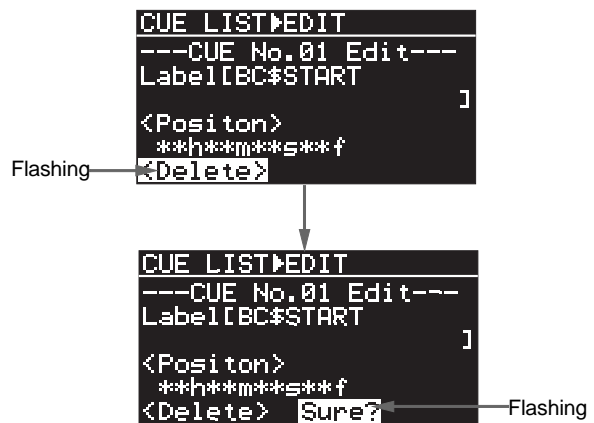 CUE LIST▶EDIT
---CUE No.01 Edit---
Label[BC$START
]
<Positon>
**h**m**s**f
Flashing
<Delete>
CUE LIST▶EDIT
---CUE No.01 Edit---
Label[BC$START
]
<Positon>
**h**m**s**f
<Delete> Sure?
Flashing